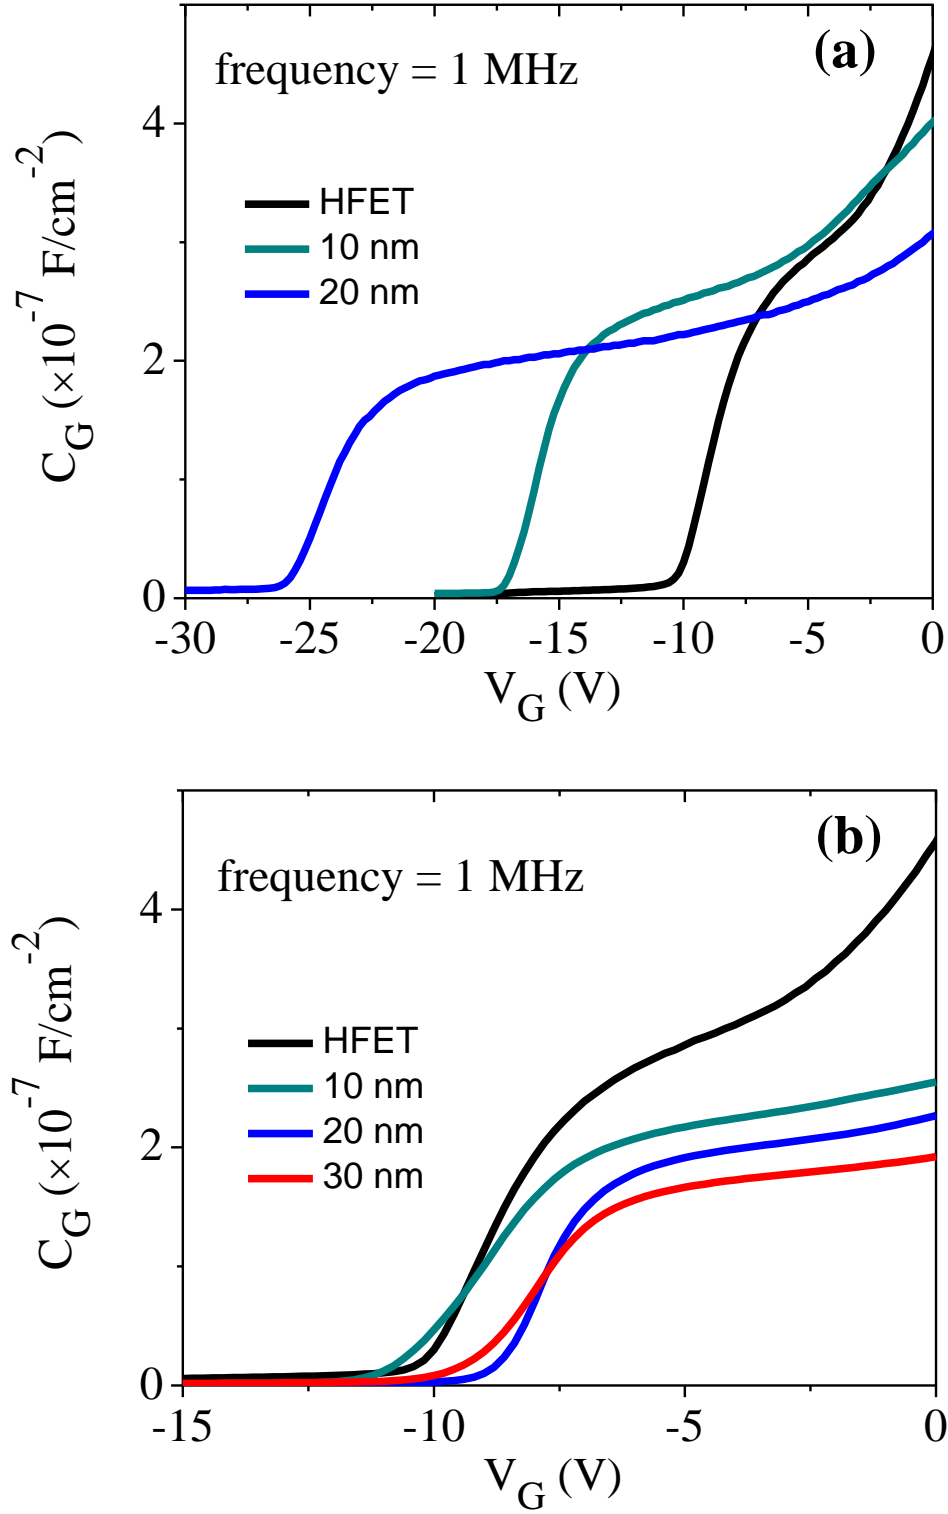 (a)
frequency = 1 MHz
4
HFET
10 nm
20 nm
2
0
C_G (×10^-7 F/cm^-2)
-30 -25 -20 -15 -10 -5 0
V_G (V)
(b)
frequency = 1 MHz
4
HFET
10 nm
20 nm
30 nm
2
0
C_G (×10^-7 F/cm^-2)
-15 -10 -5 0
V_G (V)